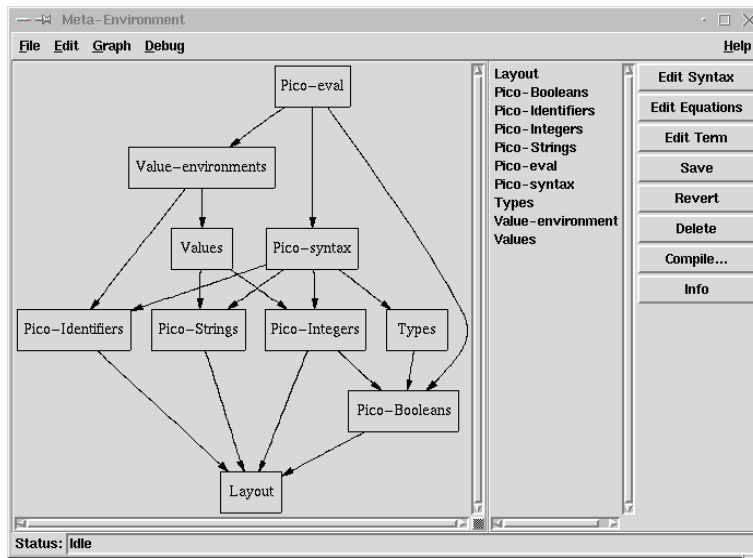 Meta-Environment
File Edit Graph Debug Help
Pico-eval
Value-environments
Values
Pico-syntax
Pico-Identifiers
Pico-Strings
Pico-Integers
Types
Pico-Booleans
Layout
Layout
Pico-Booleans
Pico-Identifiers
Pico-Integers
Pico-Strings
Pico-eval
Pico-syntax
Types
Value-environment
Values
Edit Syntax
Edit Equations
Edit Term
Save
Revert
Delete
Compile...
Info
Status: Idle